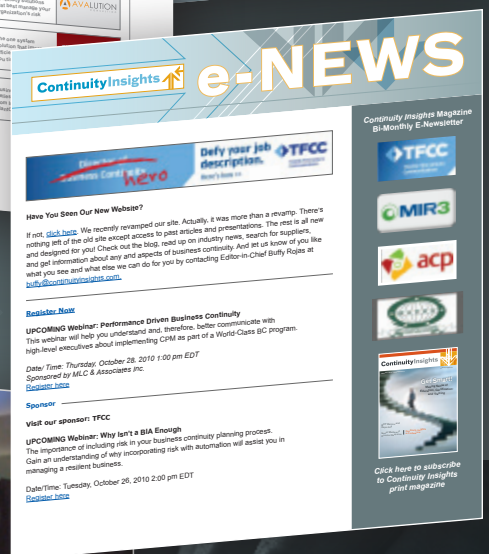 AVALUTION
ContinuityInsights
e-NEWS
Continuity Insights Magazine
Bi-Monthly E-Newsletter
Business Continuity
hero
Defy your job
description.
TFCC
TFCC
MIR3
acp
Have You Seen Our New Website?
If not, click here. We recently revamped our site. Actually, it was more than a revamp. There's
nothing left of the old site except access to past articles and presentations. The rest is all new
and designed for you! Check out the blog, read up on industry news, search for suppliers,
and get information about any and aspects of business continuity. And let us know of you like
what you see and what else we can do for you by contacting Editor-in-Chief Buffy Rojas at
buffy@continuityinsights.com.
Register Now
UPCOMING Webinar: Performance Driven Business Continuity
This webinar will help you understand and, therefore, better communicate with
high-level executives about implementing CPM as part of a World-Class BC program.
Date/ Time: Thursday, October 28, 2010 1:00 pm EDT
Sponsored by MLC & Associates Inc.
Register here
Sponsor
Visit our sponsor: TFCC
UPCOMING Webinar: Why Isn't a BIA Enough
The importance of including risk in your business continuity planning process.
Gain an understanding of why incorporating risk with automation will assist you in
managing a resilient business.
Date/Time: Tuesday, October 26, 2010 2:00 pm EDT
Register here
ContinuityInsights
Click here to subscribe
to Continuity Insights
print magazine